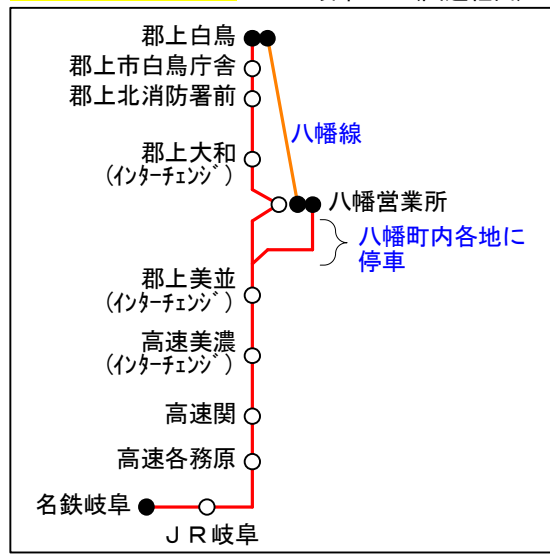 郡上白鳥
郡上市白鳥庁舎
郡上北消防署前
八幡線
郡上大和
(ｲﾝﾀｰﾁｪﾝｼﾞ)
八幡営業所
八幡町内各地に
停車
郡上美並
(ｲﾝﾀｰﾁｪﾝｼﾞ)
高速美濃
(ｲﾝﾀｰﾁｪﾝｼﾞ)
高速関
高速各務原
名鉄岐阜
ＪＲ岐阜